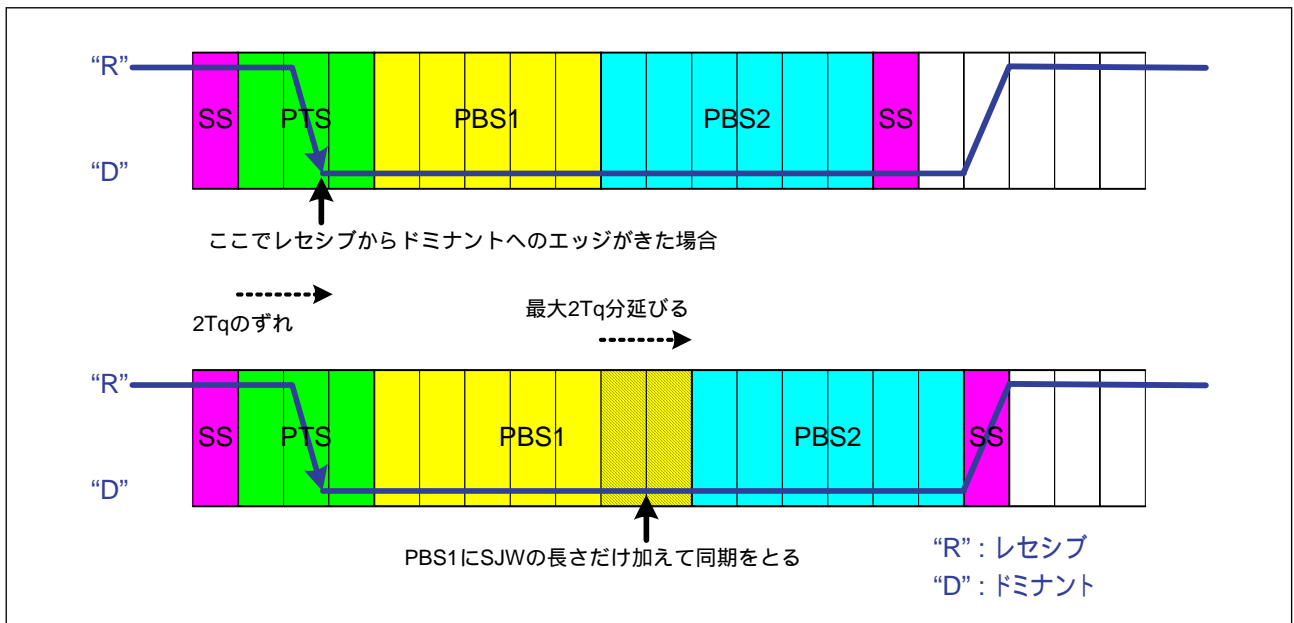 “R”
SS PTS PBS1 PBS2 SS
“D”
ここでレセシブからドミナントへのエッジがきた場合
2Tqのずれ
最大2Tq分延びる
“R”
SS PTS PBS1 PBS2 SS
“D”
PBS1にSJWの長さだけ加えて同期をとる
“R” : レセシブ
“D” : ドミナント